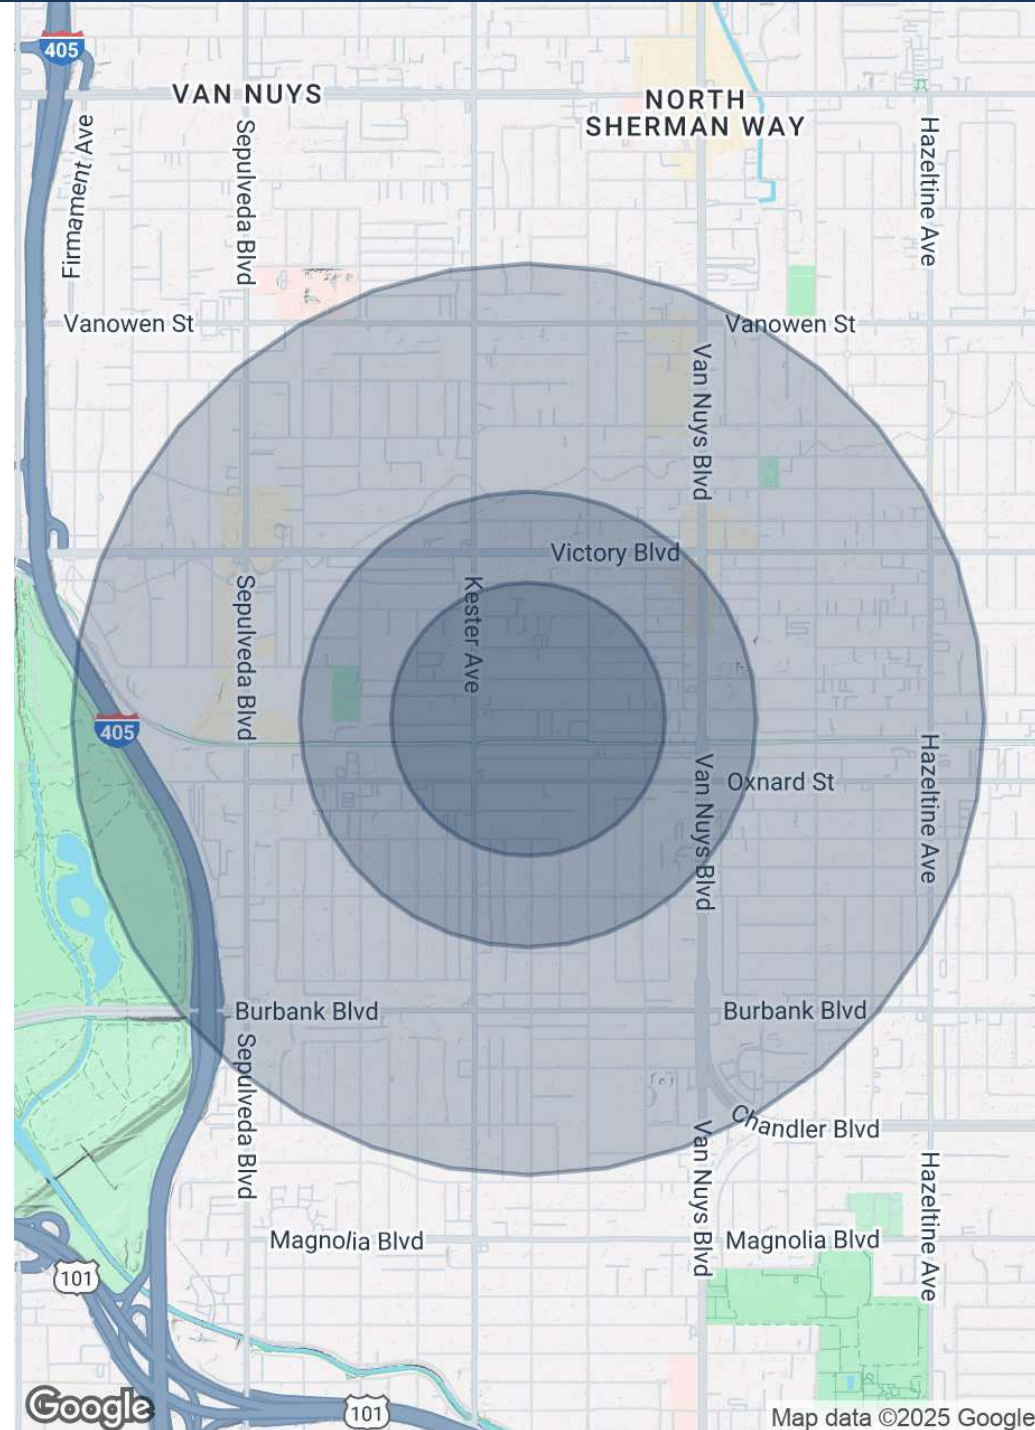 405
VAN NUYS
NORTH
SHERMAN WAY
Firmament Ave
Sepulveda Blvd
Hazeltine Ave
Vanowen St
Vanowen St
Van Nuys Blvd
Victory Blvd
Kester Ave
Sepulveda Blvd
405
Oxnard St
Van Nuys Blvd
Hazeltine Ave
Burbank Blvd
Burbank Blvd
Sepulveda Blvd
Chandler Blvd
Van Nuys Blvd
Hazeltine Ave
Magnolia Blvd
Magnolia Blvd
101
101
Google
Map data ©2025 Google